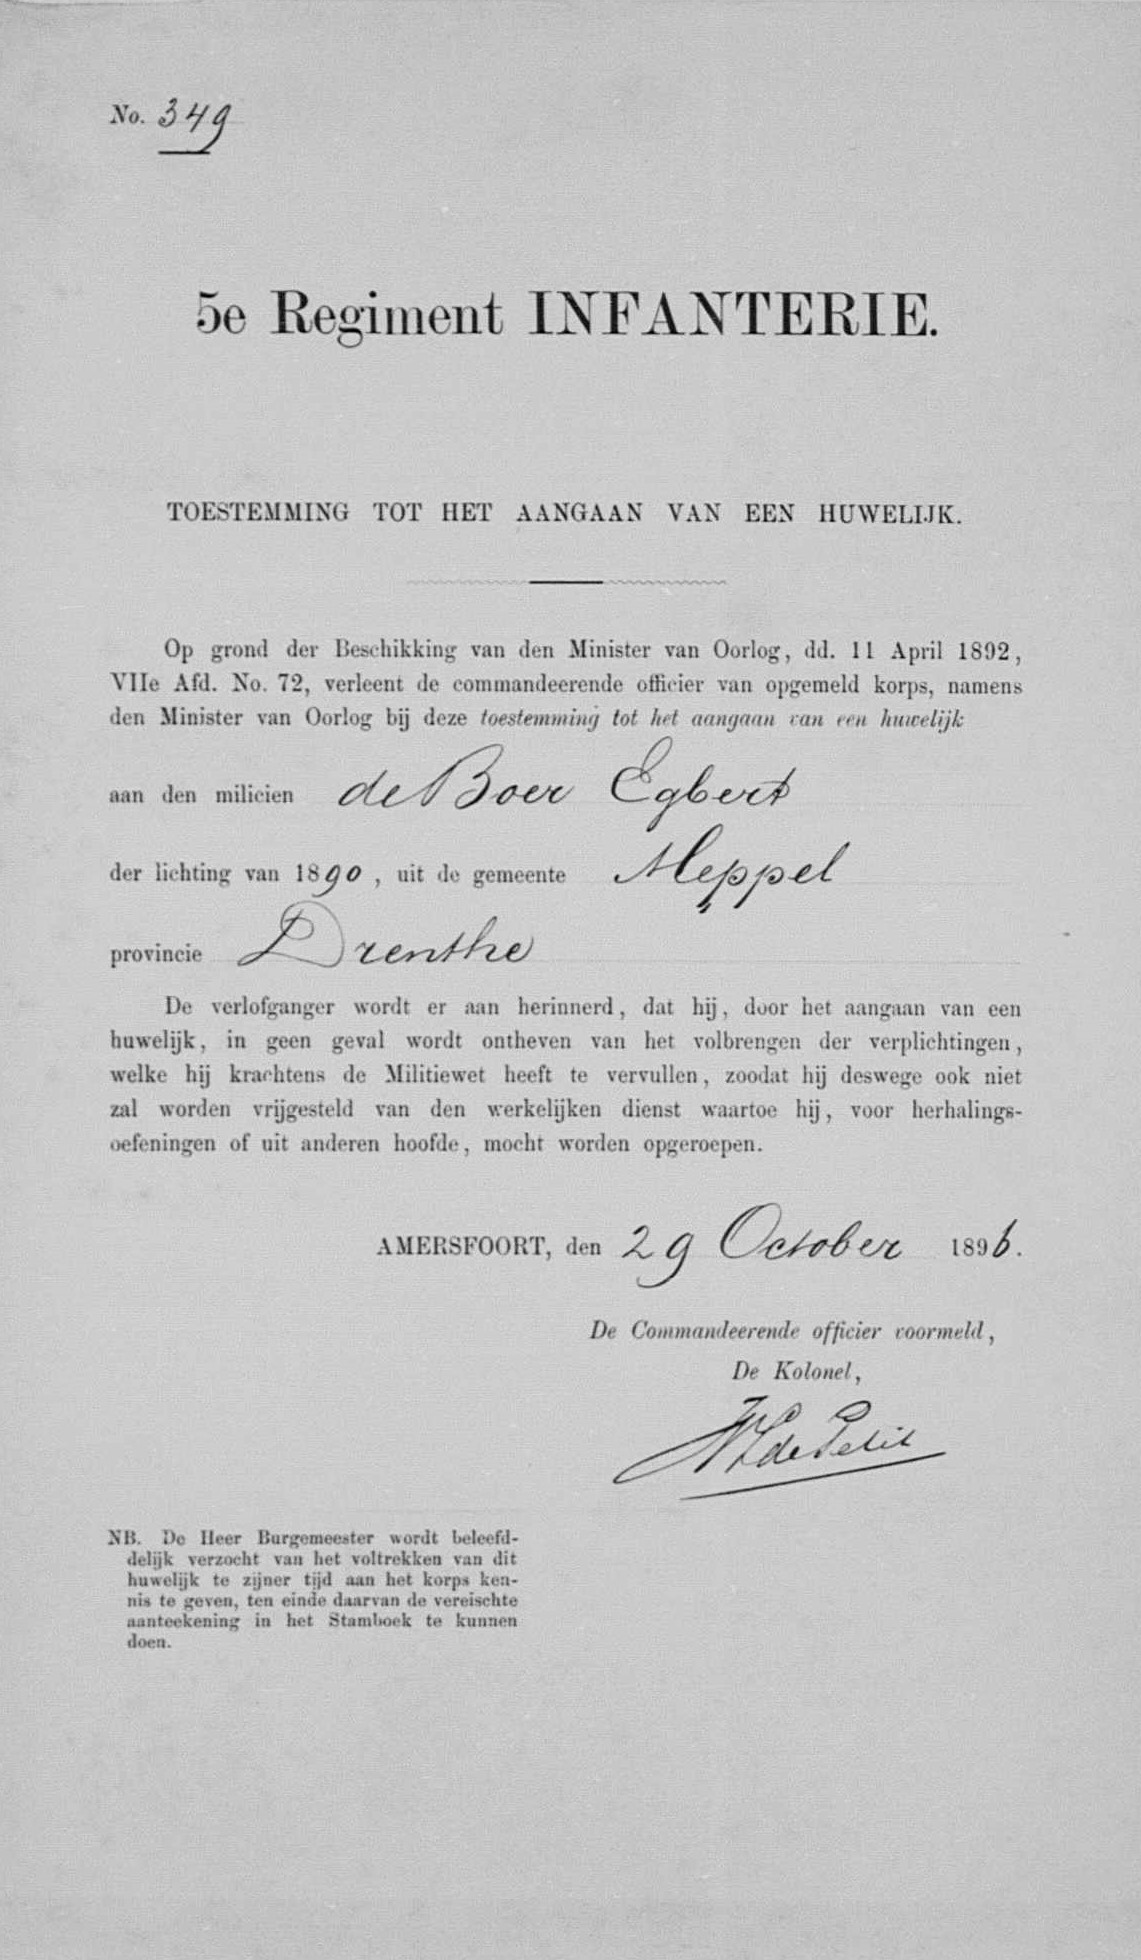 No. 349
5e Regiment INFANTERIE.
TOESTEMMING TOT HET AANGAAN VAN EEN HUWELIJK.
Op grond der Beschikking van den Minister van Oorlog, dd. 11 April 1892,
VIIe Afd. No. 72, verleent de commandeerende officier van opgemeld korps, namens
den Minister van Oorlog bij deze toestemming tot het aangaan van een huwelijk
aan den milicien de Boer Egbert
der lichting van 1890, uit de gemeente Meppel
provincie Drenthe
De verlofganger wordt er aan herinnerd, dat hij, door het aangaan van een
huwelijk, in geen geval wordt ontheven van het volbrengen der verplichtingen,
welke hij krachtens de Militiewet heeft te vervullen, zoodat hij deswege ook niet
zal worden vrijgesteld van den werkelijken dienst waartoe hij, voor herhalings-
oefeningen of uit anderen hoofde, mocht worden opgeroepen.
AMERSFOORT, den 29 October 1896.
De Commandeerende officier voormeld,
De Kolonel,
de Petit
NB. De Heer Burgemeester wordt beleefd-
delijk verzocht van het voltrekken van dit
huwelijk te zijner tijd aan het korps ken-
nis te geven, ten einde daarvan de vereischte
aanteekening in het Stamboek te kunnen
doen.